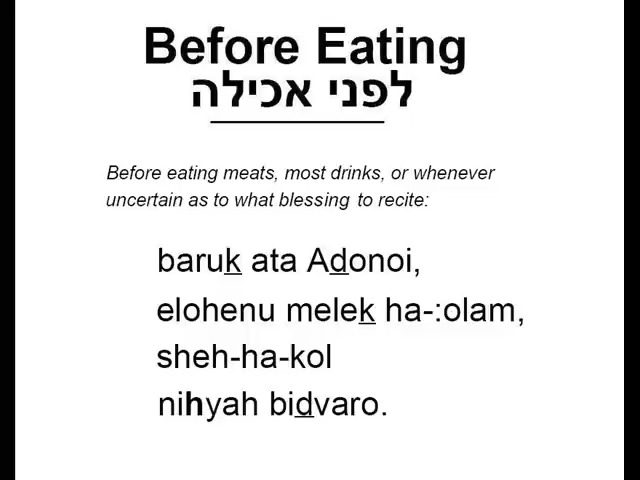 Before Eating
לפני אכילה
Before eating meats, most drinks, or whenever
uncertain as to what blessing to recite:
baruk ata Adonoi,
elohenu melek ha-:olam,
sheh-ha-kol
nihyah bidvaro.